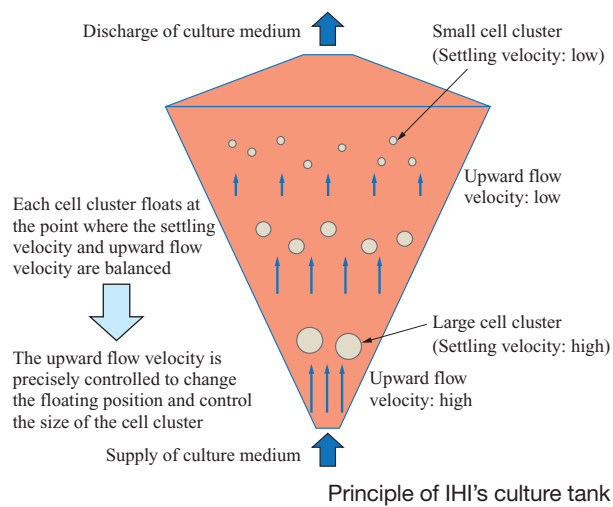 Discharge of culture medium
Small cell cluster
(Settling velocity: low)
Upward flow
velocity: low
Each cell cluster floats at
the point where the settling
velocity and upward flow
velocity are balanced
Large cell cluster
(Settling velocity: high)
The upward flow velocity is
precisely controlled to change
the floating position and control
the size of the cell cluster
Upward flow
velocity: high
Supply of culture medium
Principle of IHI's culture tank